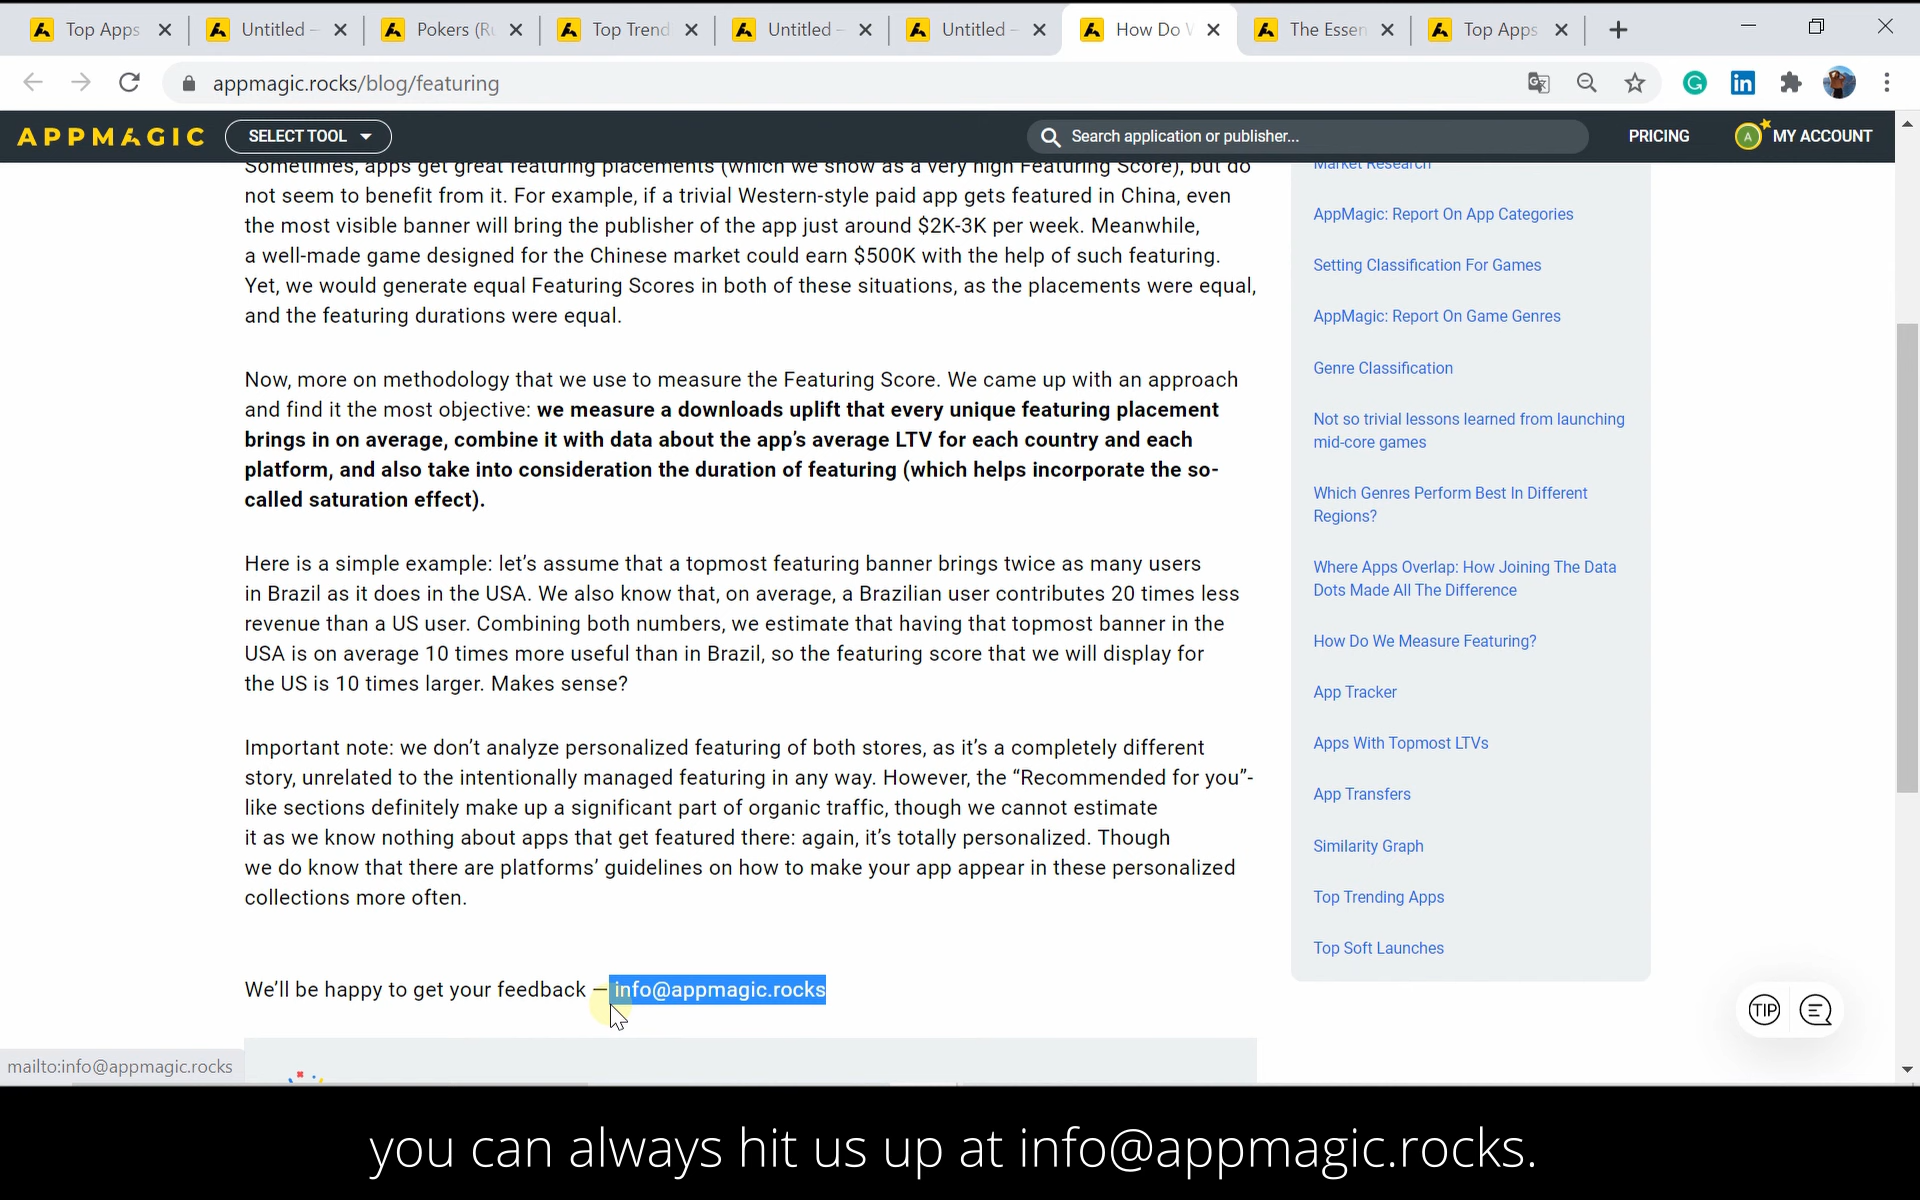 Top Apps
Untitled –
Pokers (Ru
Top Trend
Untitled –
Untitled –
How Do W
The Essen
Top Apps
appmagic.rocks/blog/featuring
APPMAGIC
SELECT TOOL
Search application or publisher...
PRICING
A
MY ACCOUNT
Sometimes, apps get great featuring placements (which we show as a very high Featuring Score), but do
not seem to benefit from it. For example, if a trivial Western-style paid app gets featured in China, even
the most visible banner will bring the publisher of the app just around $2K-3K per week. Meanwhile,
a well-made game designed for the Chinese market could earn $500K with the help of such featuring.
Yet, we would generate equal Featuring Scores in both of these situations, as the placements were equal,
and the featuring durations were equal.
Now, more on methodology that we use to measure the Featuring Score. We came up with an approach
and find it the most objective: we measure a downloads uplift that every unique featuring placement
brings in on average, combine it with data about the app's average LTV for each country and each
platform, and also take into consideration the duration of featuring (which helps incorporate the so-
called saturation effect).
Here is a simple example: let's assume that a topmost featuring banner brings twice as many users
in Brazil as it does in the USA. We also know that, on average, a Brazilian user contributes 20 times less
revenue than a US user. Combining both numbers, we estimate that having that topmost banner in the
USA is on average 10 times more useful than in Brazil, so the featuring score that we will display for
the US is 10 times larger. Makes sense?
Important note: we don't analyze personalized featuring of both stores, as it's a completely different
story, unrelated to the intentionally managed featuring in any way. However, the “Recommended for you”-
like sections definitely make up a significant part of organic traffic, though we cannot estimate
it as we know nothing about apps that get featured there: again, it's totally personalized. Though
we do know that there are platforms' guidelines on how to make your app appear in these personalized
collections more often.
We'll be happy to get your feedback — info@appmagic.rocks
Market Research
AppMagic: Report On App Categories
Setting Classification For Games
AppMagic: Report On Game Genres
Genre Classification
Not so trivial lessons learned from launching
mid-core games
Which Genres Perform Best In Different
Regions?
Where Apps Overlap: How Joining The Data
Dots Made All The Difference
How Do We Measure Featuring?
App Tracker
Apps With Topmost LTVs
App Transfers
Similarity Graph
Top Trending Apps
Top Soft Launches
TIP
mailto:info@appmagic.rocks
you can always hit us up at info@appmagic.rocks.